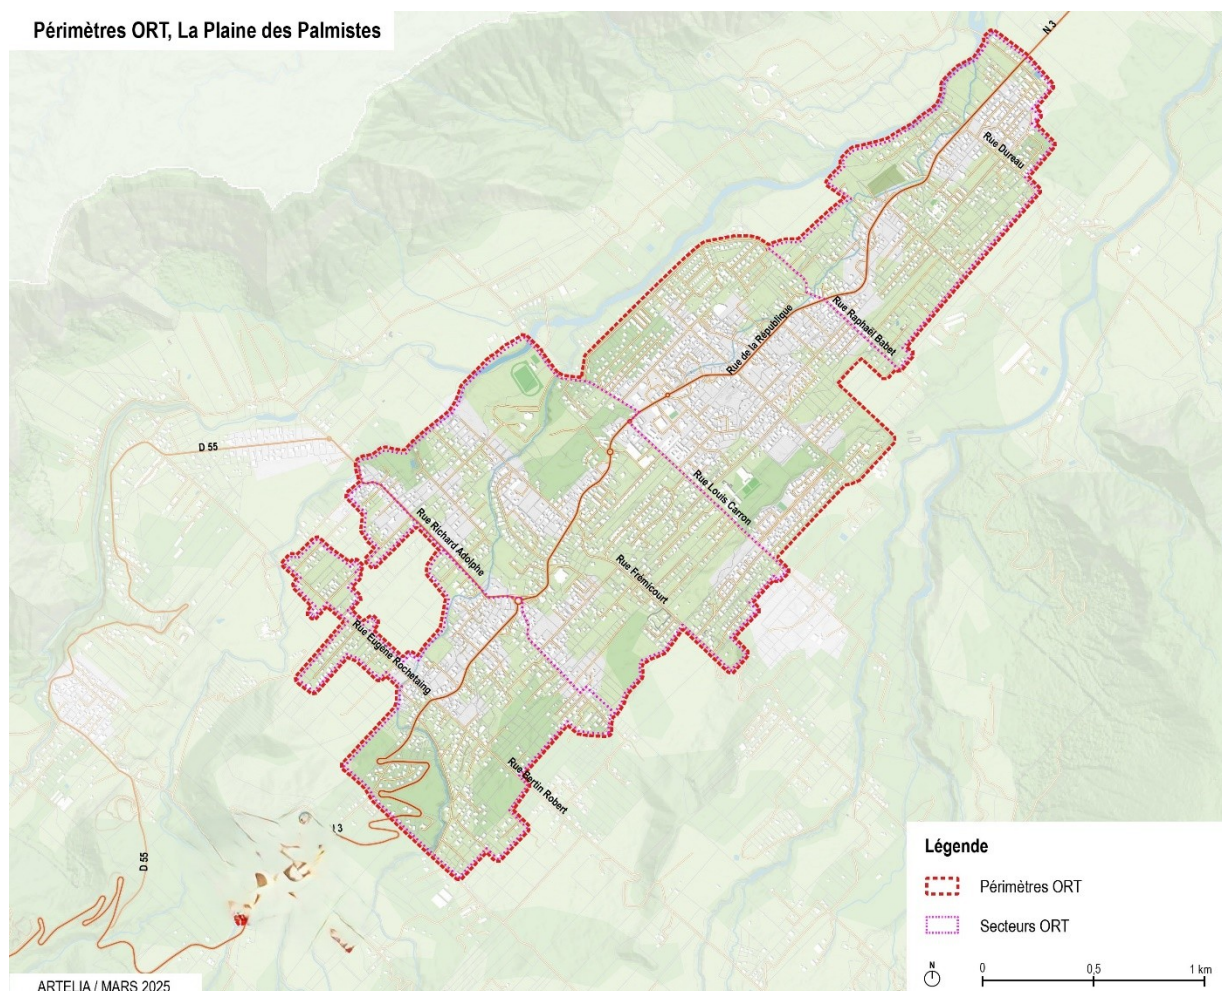 Périmètres ORT, La Plaine des Palmistes
N 3
Rue Dureau
Rue Raphaël Babet
Rue de la République
D 55
Rue Louis Carron
Rue Richard Adolphe
Rue Frémicourt
Rue Eugène Rochetaing
Rue Bertin Robert
3
D 55
Légende
Périmètres ORT
Secteurs ORT
N
0 0,5 1 km
ARTELIA / MARS 2025